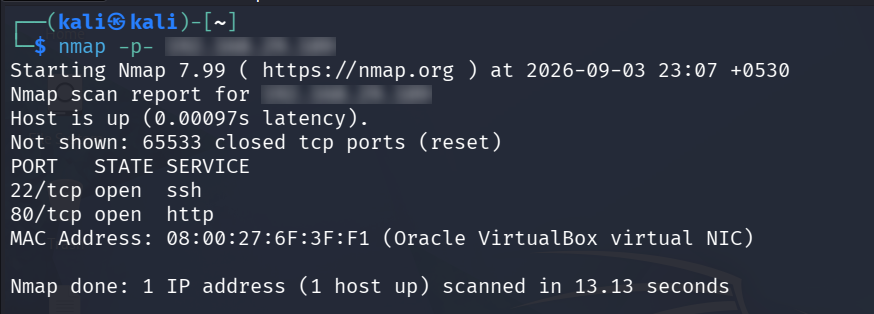 ┌──(kali㉿kali)-[~]
└─$ nmap -p-
Starting Nmap 7.99 ( https://nmap.org ) at 2026-09-03 23:07 +0530
Nmap scan report for
Host is up (0.00097s latency).
Not shown: 65533 closed tcp ports (reset)
PORT   STATE SERVICE
22/tcp open  ssh
80/tcp open  http
MAC Address: 08:00:27:6F:3F:F1 (Oracle VirtualBox virtual NIC)
Nmap done: 1 IP address (1 host up) scanned in 13.13 seconds